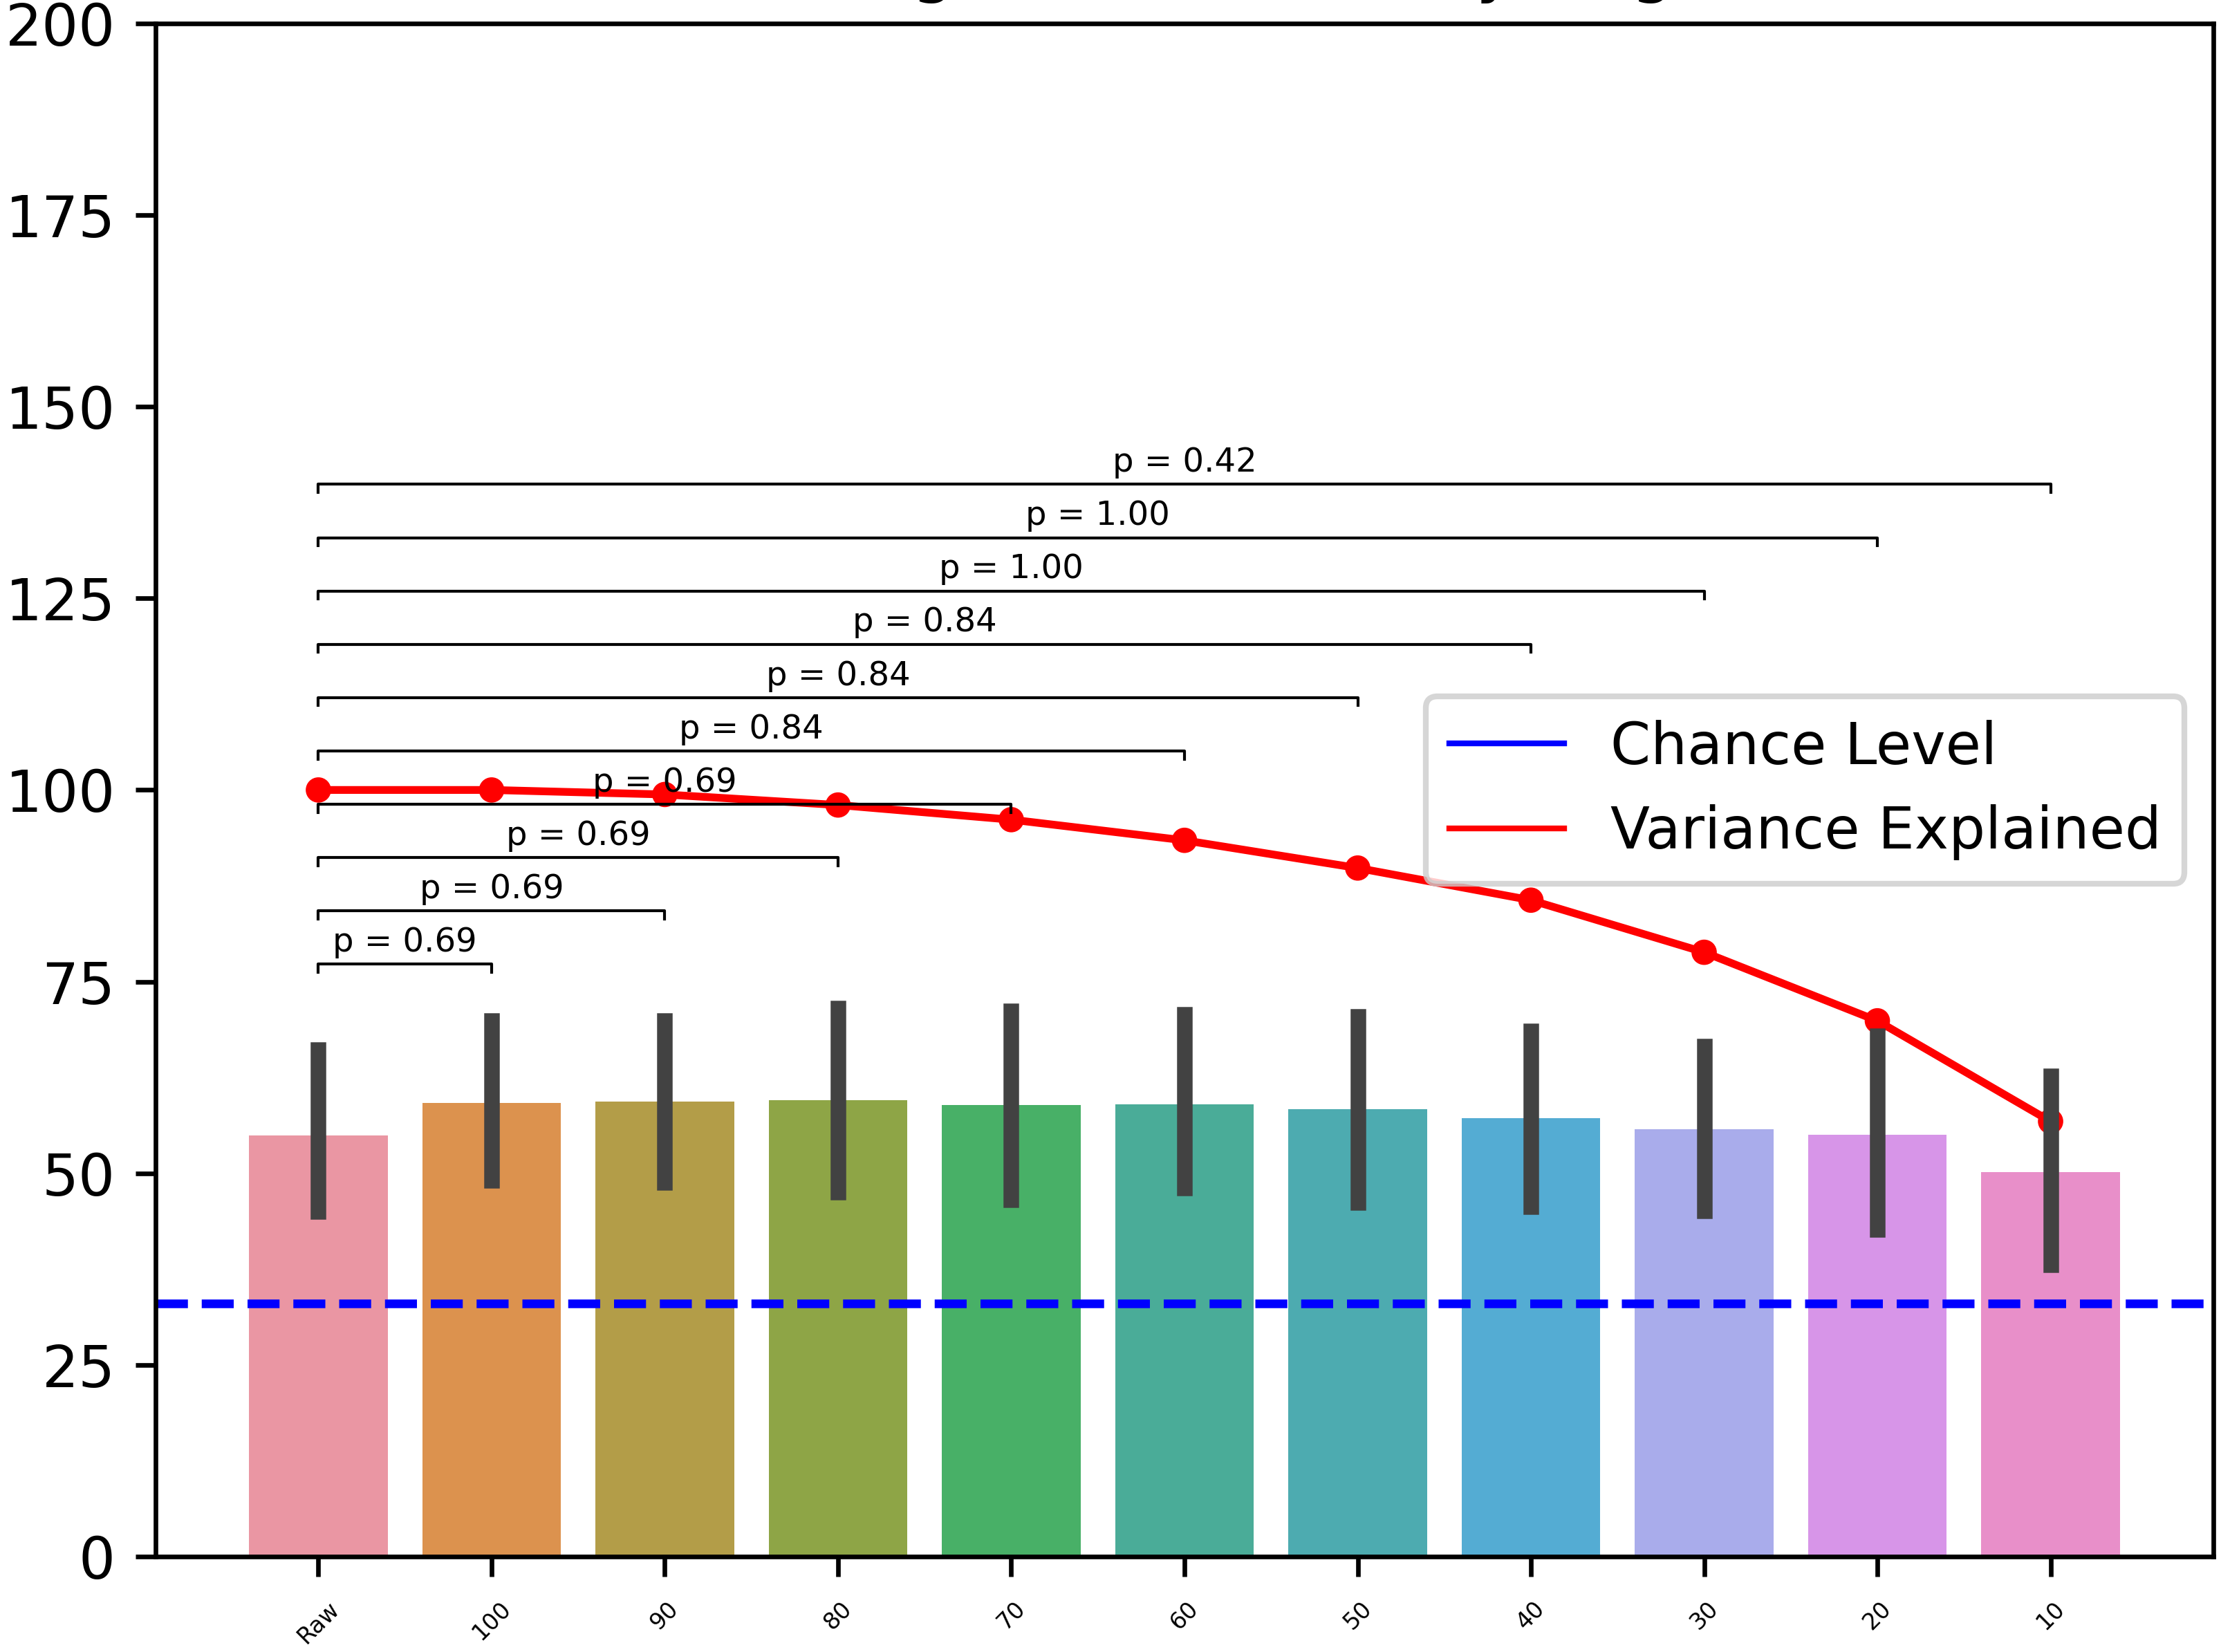 200
175
150
125
100
75
50
25
0
p = 0.42
p = 1.00
p = 1.00
p = 0.84
p = 0.84
p = 0.84
p = 0.69
p = 0.69
p = 0.69
p = 0.69
Chance Level
Variance Explained
Raw 100 90 80 70 60 50 40 30 20 10